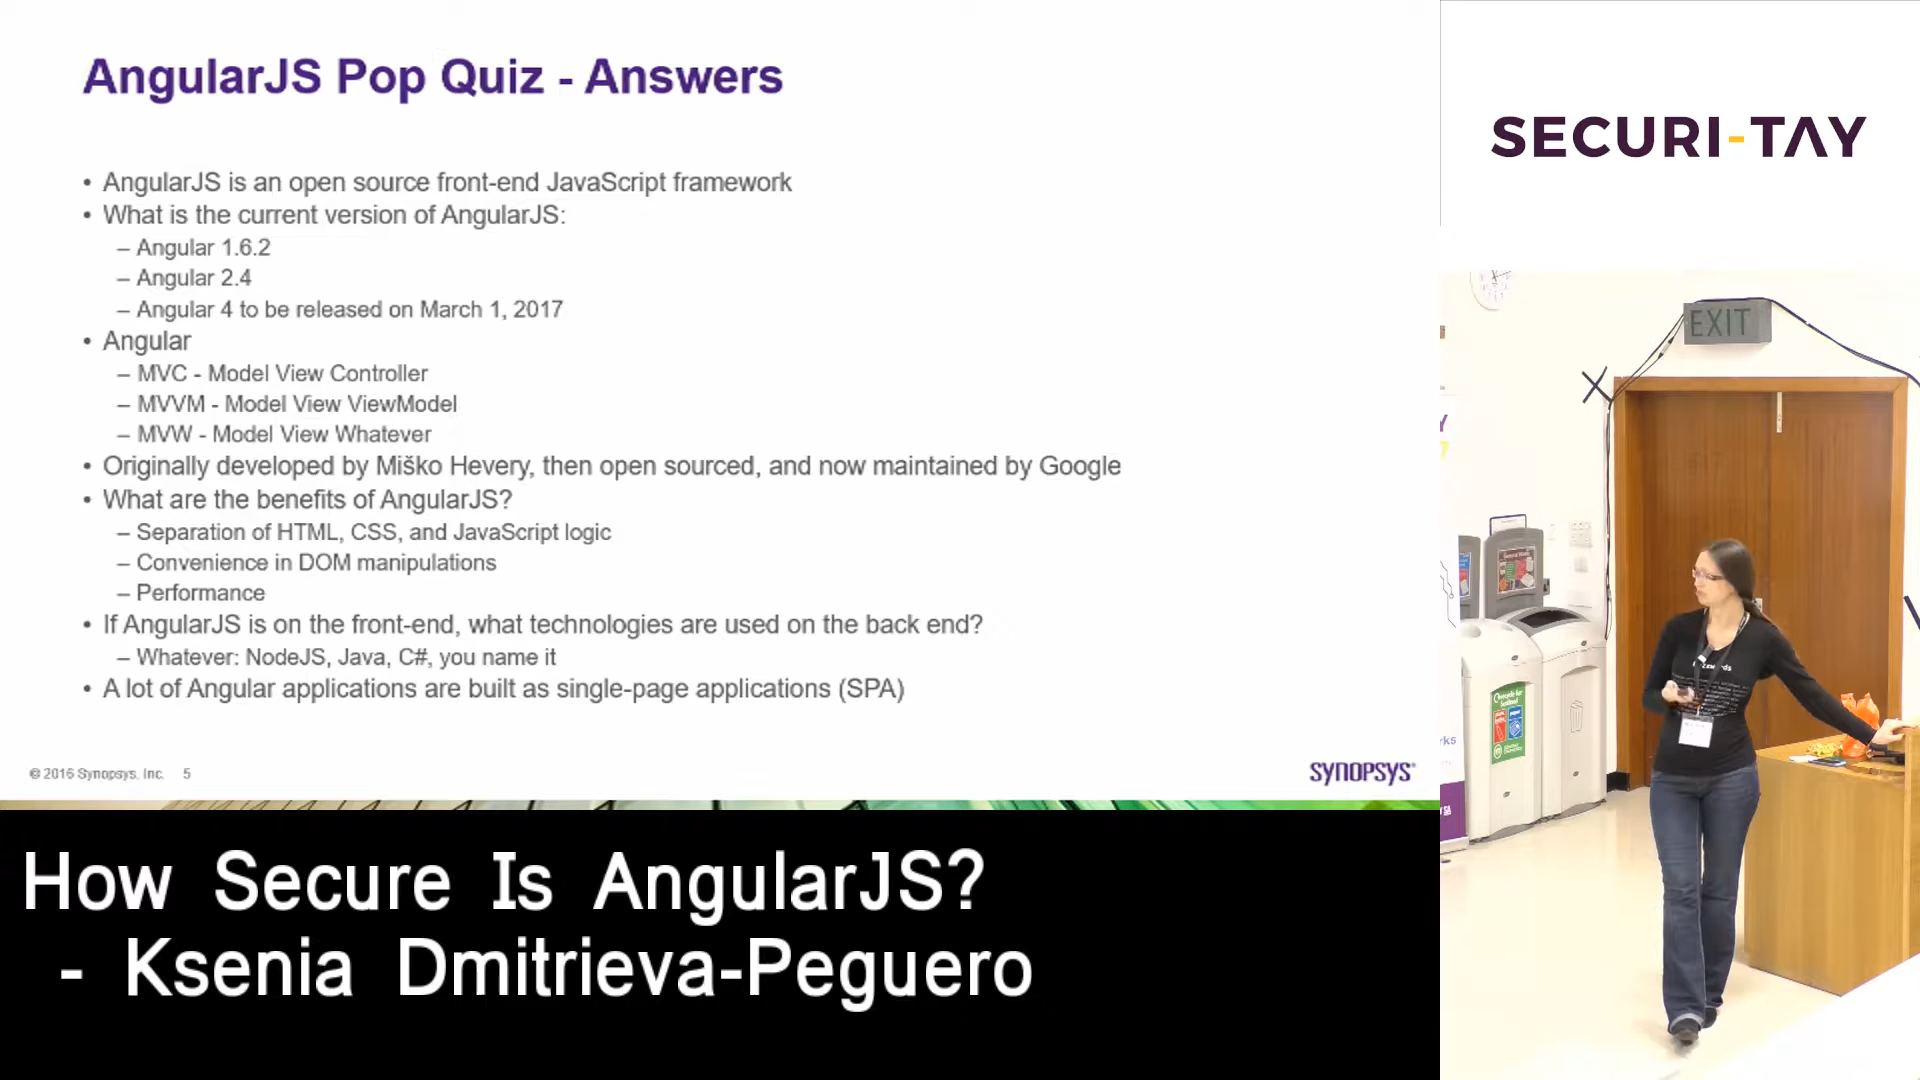 AngularJS Pop Quiz - Answers
• AngularJS is an open source front-end JavaScript framework
• What is the current version of AngularJS:
– Angular 1.6.2
– Angular 2.4
– Angular 4 to be released on March 1, 2017
• Angular
– MVC - Model View Controller
– MVVM - Model View ViewModel
– MVW - Model View Whatever
• Originally developed by Miško Hevery, then open sourced, and now maintained by Google
• What are the benefits of AngularJS?
– Separation of HTML, CSS, and JavaScript logic
– Convenience in DOM manipulations
– Performance
• If AngularJS is on the front-end, what technologies are used on the back end?
– Whatever: NodeJS, Java, C#, you name it
• A lot of Angular applications are built as single-page applications (SPA)
© 2016 Synopsys, Inc. 5
SYNOPSYS
How Secure Is AngularJS?
- Ksenia Dmitrieva-Peguero
SECURI-TAY
EXIT